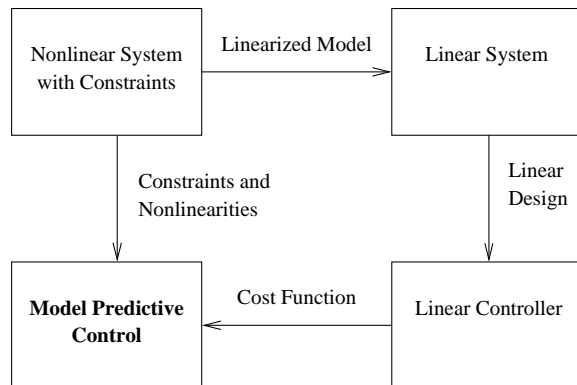 Nonlinear System
with Constraints
Linearized Model
Linear System
Constraints and
Nonlinearities
Linear
Design
Model Predictive
Control
Cost Function
Linear Controller